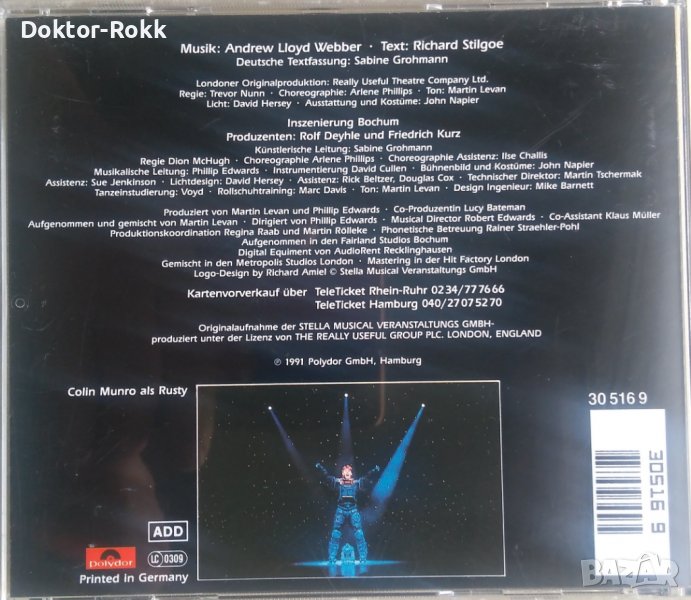 Doktor-Rokk
Musik: Andrew Lloyd Webber · Text: Richard Stilgoe
Deutsche Textfassung: Sabine Grohmann
Londoner Originalproduktion: Really Useful Theatre Company Ltd.
Regie: Trevor Nunn · Choreographie: Arlene Phillips · Ton: Martin Levan
Licht: David Hersey · Ausstattung und Kostüme: John Napier
Inszenierung Bochum
Produzenten: Rolf Deyhle und Friedrich Kurz
Künstlerische Leitung: Sabine Grohmann
Regie Dion McHugh · Choreographie Arlene Phillips · Choreographie Assistenz: Ilse Challis
Musikalische Leitung: Phillip Edwards · Instrumentierung David Cullen · Bühnenbild und Kostüme: John Napier
Assistenz: Sue Jenkinson · Lichtdesign: David Hersey · Assistenz: Rick Beltzer, Douglas Cox · Technischer Direktor: Martin Tschermak
Tanzeinstudierung: Voyd · Rollschuhtraining: Marc Davis · Ton: Martin Levan · Design Ingenieur: Mike Barnett
Produziert von Martin Levan und Phillip Edwards · Co-Produzentin Lucy Bateman
Aufgenommen und gemischt von Martin Levan · Dirigiert von Phillip Edwards · Musical Director Robert Edwards · Co-Assistant Klaus Müller
Produktionskoordination Regina Raab und Martin Rölleke · Phonetische Betreuung Rainer Straehler-Pohl
Aufgenommen in den Fairland Studios Bochum
Digital Equiment von AudioRent Recklinghausen
Gemischt in den Metropolis Studios London · Mastering in der Hit Factory London
Logo-Design by Richard Amiel © Stella Musical Veranstaltungs GmbH
Kartenvorverkauf über TeleTicket Rhein-Ruhr 0234/77 76 66
TeleTicket Hamburg 040/27 07 52 70
Originalaufnahme der STELLA MUSICAL VERANSTALTUNGS GMBH-
produziert unter der Lizenz von THE REALLY USEFUL GROUP PLC. LONDON, ENGLAND
℗ 1991 Polydor GmbH, Hamburg
Colin Munro als Rusty
30 516 9
30516 9
ADD
Polydor
LC 0309
Printed in Germany
BAZAR